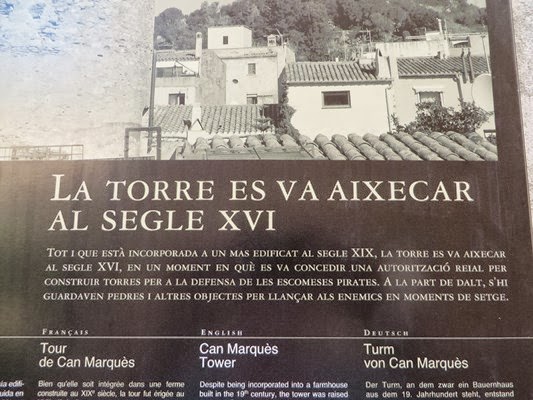 LA TORRE ES VA AIXECAR
AL SEGLE XVI
TOT I QUE ESTÀ INCORPORADA A UN MAS EDIFICAT AL SEGLE XIX, LA TORRE ES VA AIXECAR
AL SEGLE XVI, EN UN MOMENT EN QUÈ ES VA CONCEDIR UNA AUTORITZACIÓ REIAL PER
CONSTRUIR TORRES PER A LA DEFENSA DE LES ESCOMESES PIRATES. A LA PART DE DALT, S'HI
GUARDAVEN PEDRES I ALTRES OBJECTES PER LLANÇAR ALS ENEMICS EN MOMENTS DE SETGE.
FRANÇAIS
Tour
de Can Marquès
Bien qu'elle soit intégrée dans une ferme
construite au XIXe siècle, la tour fut érigée au
ENGLISH
Can Marquès
Tower
Despite being incorporated into a farmhouse
built in the 19th century, the tower was raised
DEUTSCH
Turm
von Can Marquès
Der Turm, an dem zwar ein Bauernhaus
aus dem 19. Jahrhundert steht, entstand